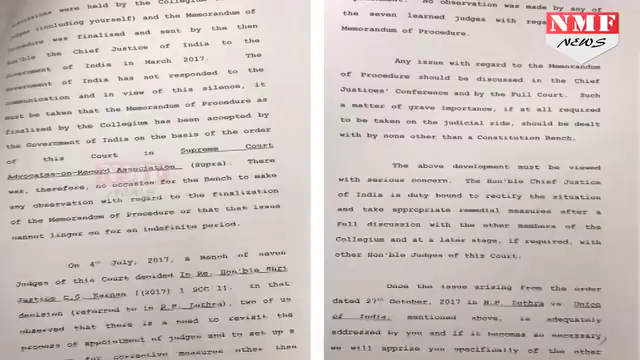 sessions were held by the Collegium
judges (including yourself) and the Memorandum of
Procedure was finalised and sent by the then
Hon'ble the Chief Justice of India to the
Government of India in March 2017. The
Government of India has not responded to the
communication and in view of this silence, it
must be taken that the Memorandum of Procedure as
finalized by the Collegium has been accepted by
the Government of India on the basis of the order
of this Court in Supreme Court
Advocates-on-Record Association (Supra). There
was, therefore, no occasion for the Bench to make
any observation with regard to the finalization
of the Memorandum of Procedure or that that issue
cannot linger on for an indefinite period.
On 4th July, 2017, a Bench of seven
Judges of this Court decided In Re. Hon'ble Shri
Justice C.S. Karnan [(2017) 1 SCC 1]. In that
decision (referred to in R.P. Luthra), two of us
observed that there is a need to revisit the
process of appointment of judges and to set up a
for corrective measures other than
No observation was made by any of
the seven learned judges with
Memorandum of Procedure.
Any issue with regard to the Memorandum
of Procedure should be discussed in the Chief
Justices' Conference and by the Full Court. Such
a matter of grave importance, if at all required
to be taken on the judicial side, should be dealt
with by none other than a Constitution Bench.
The above development must be viewed
with serious concern. The Hon'ble Chief Justice
of India is duty bound to rectify the situation
and take appropriate remedial measures after a
full discussion with the other members of the
Collegium and at a later stage, if required, with
other Hon'ble Judges of this Court.
Once the issue arising from the order
dated 27th October, 2017 in R.P. Luthra vs Union
of India, mentioned above, is adequately
addressed by you and if it becomes so necessary
we will apprise you specifically of the other
NMF
NEWS